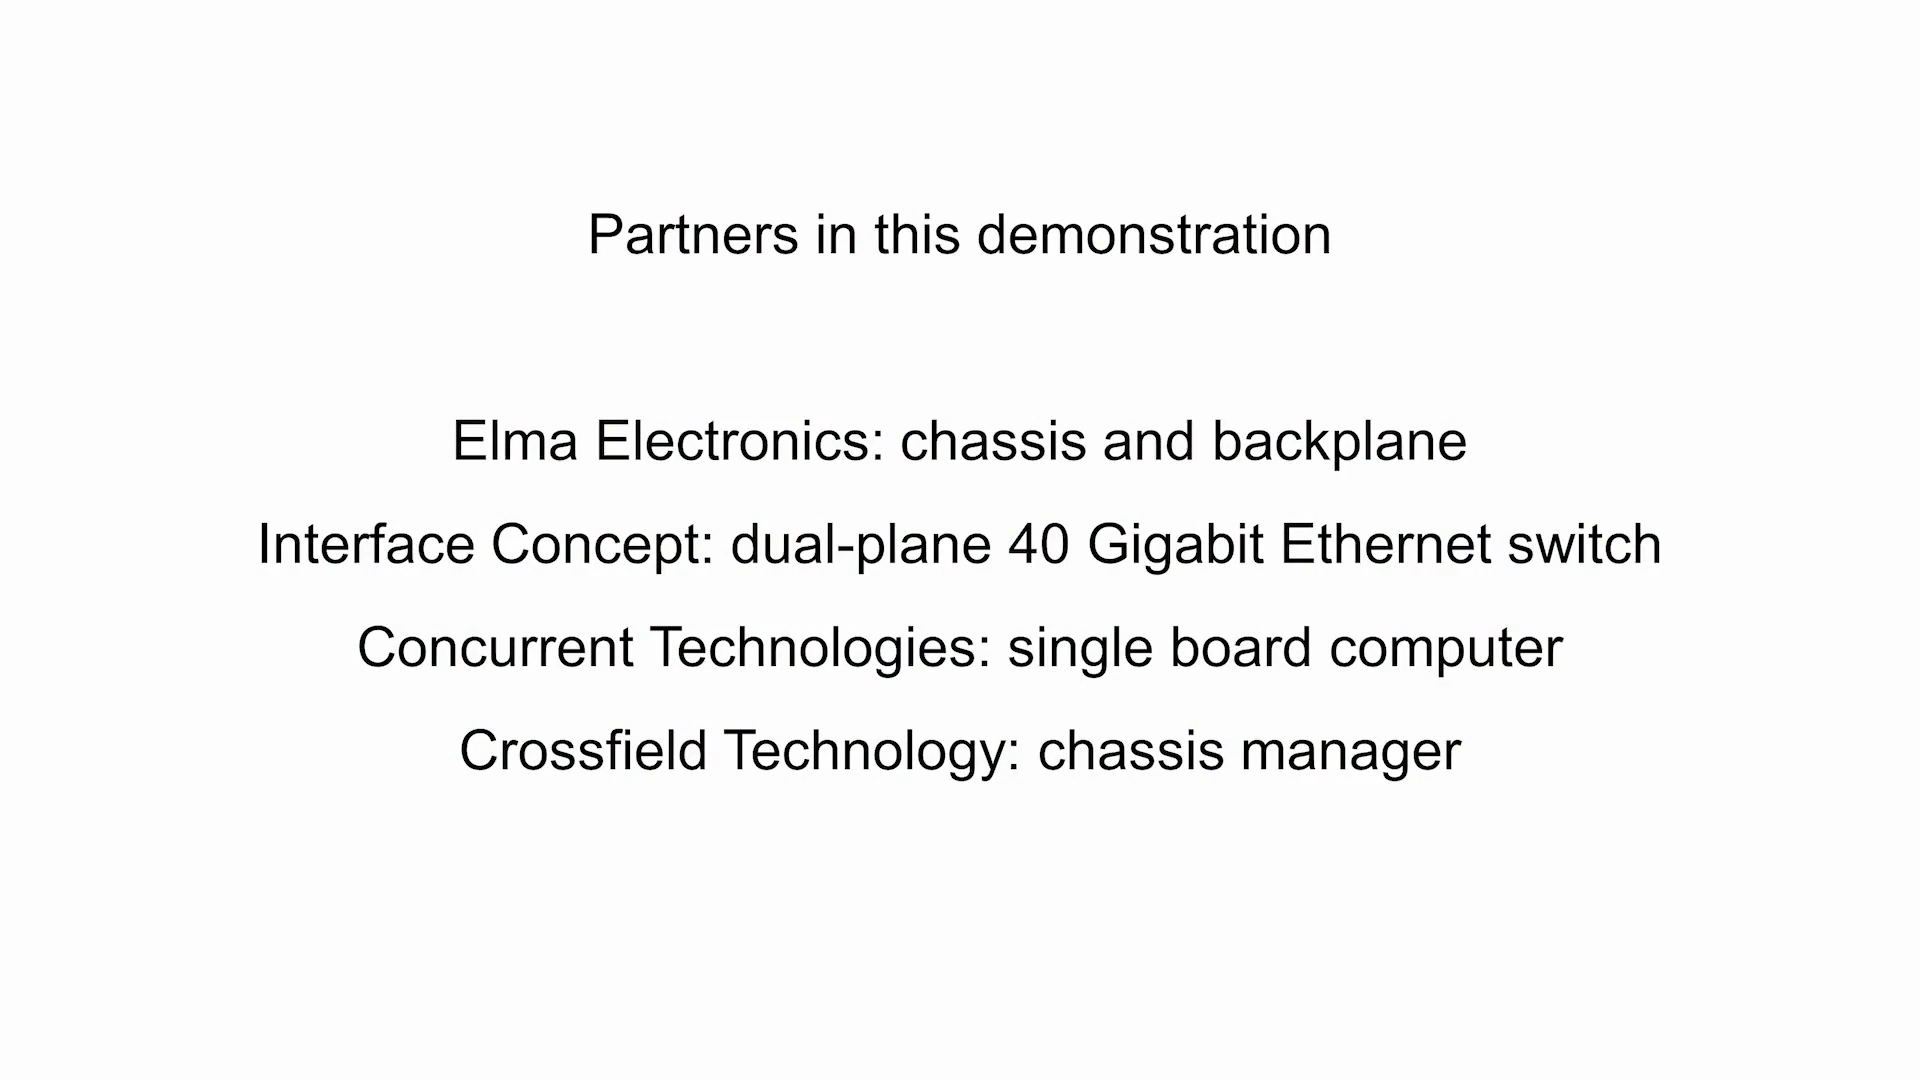 Partners in this demonstration
Elma Electronics: chassis and backplane
Interface Concept: dual-plane 40 Gigabit Ethernet switch
Concurrent Technologies: single board computer
Crossfield Technology: chassis manager